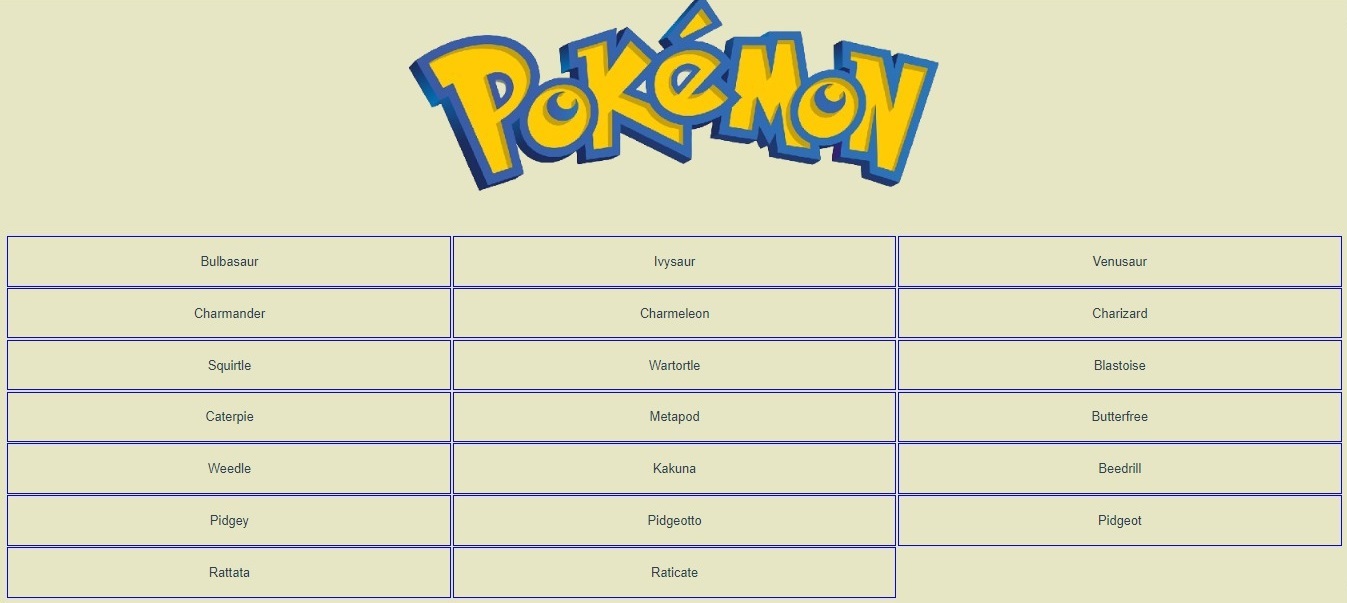 Pokémon
Bulbasaur Ivysaur Venusaur
Charmander Charmeleon Charizard
Squirtle Wartortle Blastoise
Caterpie Metapod Butterfree
Weedle Kakuna Beedrill
Pidgey Pidgeotto Pidgeot
Rattata Raticate